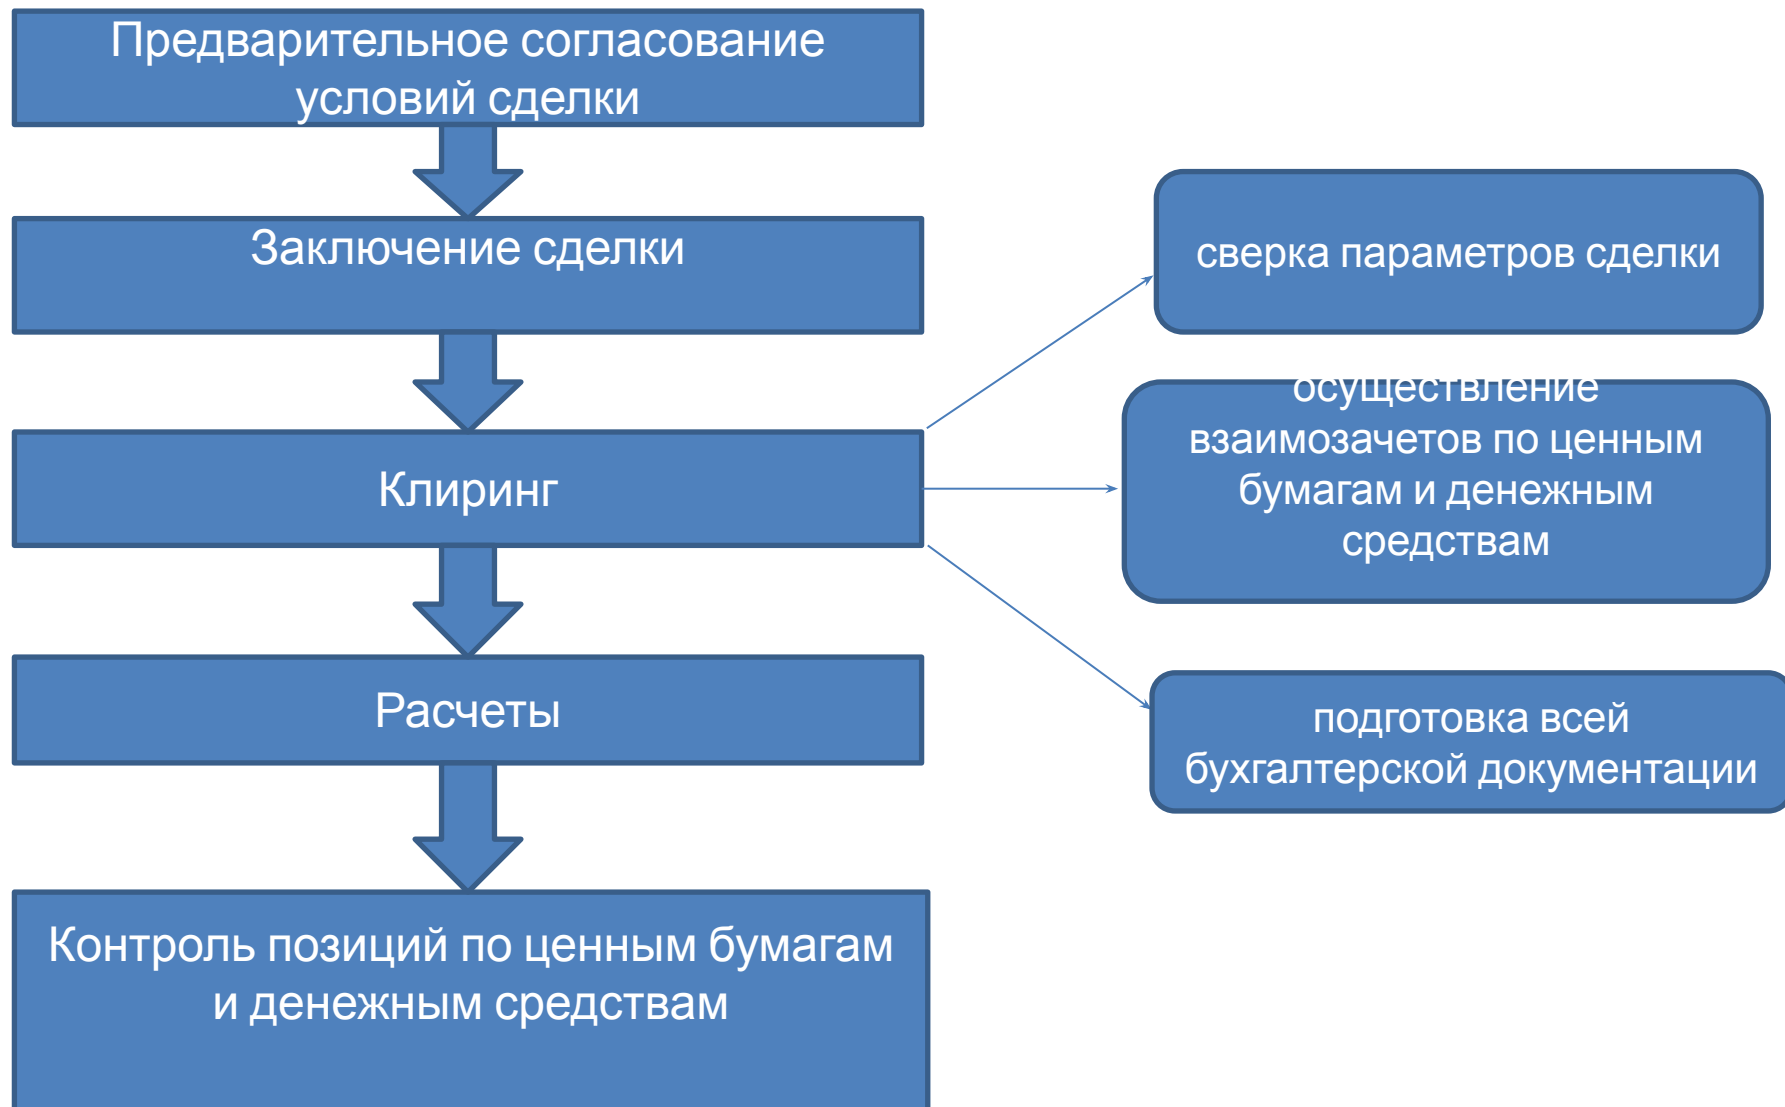 Предварительное согласование
условий сделки
Заключение сделки
Клиринг
Расчеты
Контроль позиций по ценным бумагам
и денежным средствам
сверка параметров сделки
осуществление
взаимозачетов по ценным
бумагам и денежным
средствам
подготовка всей
бухгалтерской документации